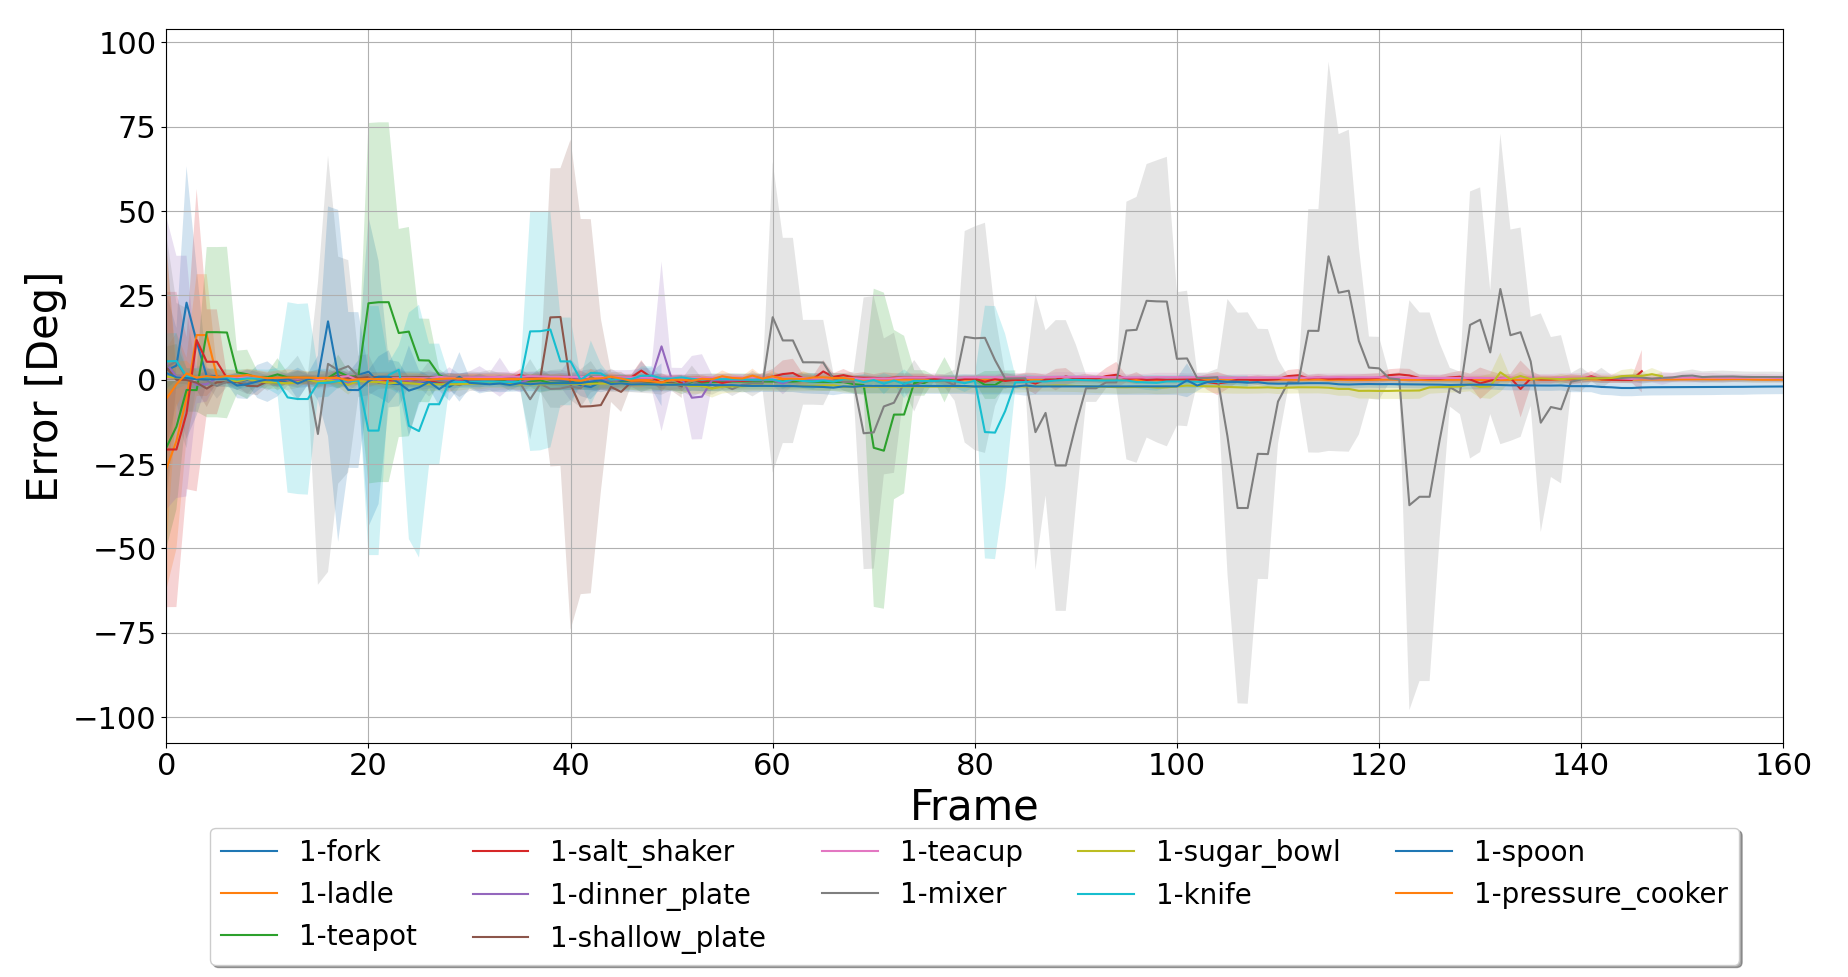 100
75
50
25
0
−25
−50
−75
−100
Error [Deg]
0 20 40 60 80 100 120 140 160
Frame
1-fork 1-salt_shaker 1-teacup 1-sugar_bowl 1-spoon
1-ladle 1-dinner_plate 1-mixer 1-knife 1-pressure_cooker
1-teapot 1-shallow_plate